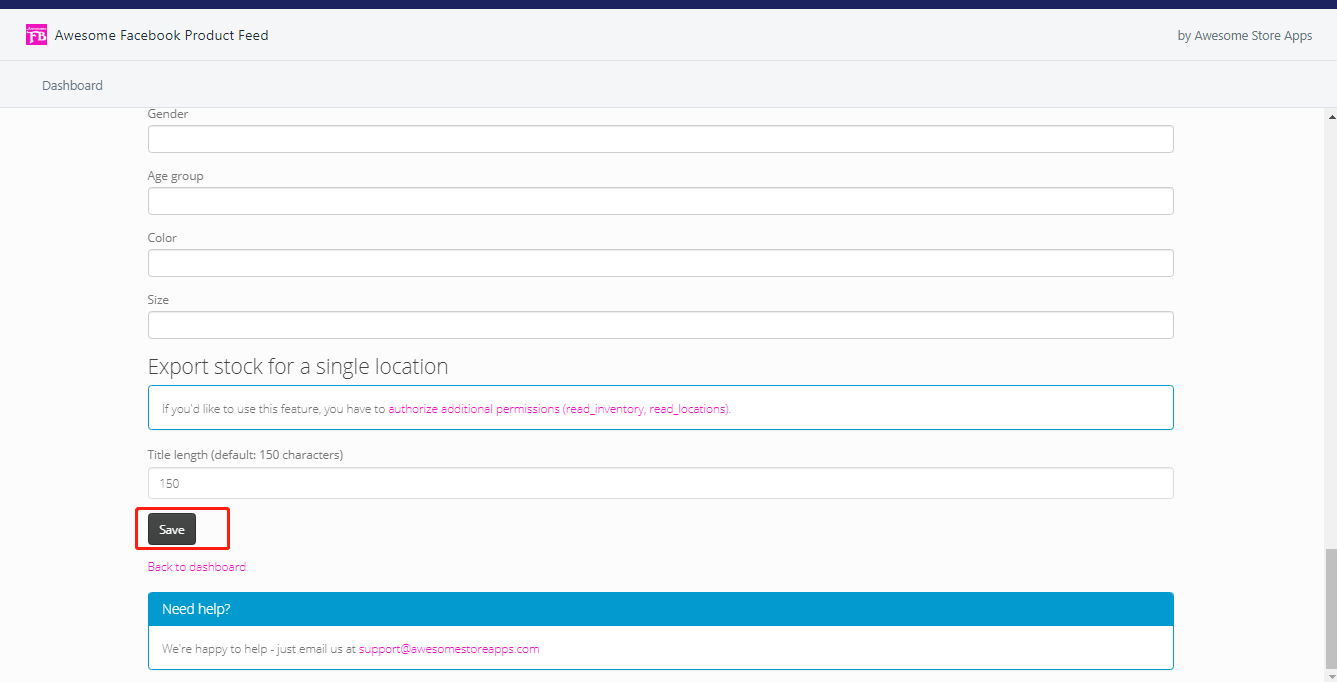 FB
Awesome Facebook Product Feed
by Awesome Store Apps
Dashboard
Gender
Age group
Color
Size
Export stock for a single location
If you'd like to use this feature, you have to authorize additional permissions (read_inventory, read_locations).
Title length (default: 150 characters)
150
Save
Back to dashboard
Need help?
We're happy to help - just email us at support@awesomestoreapps.com